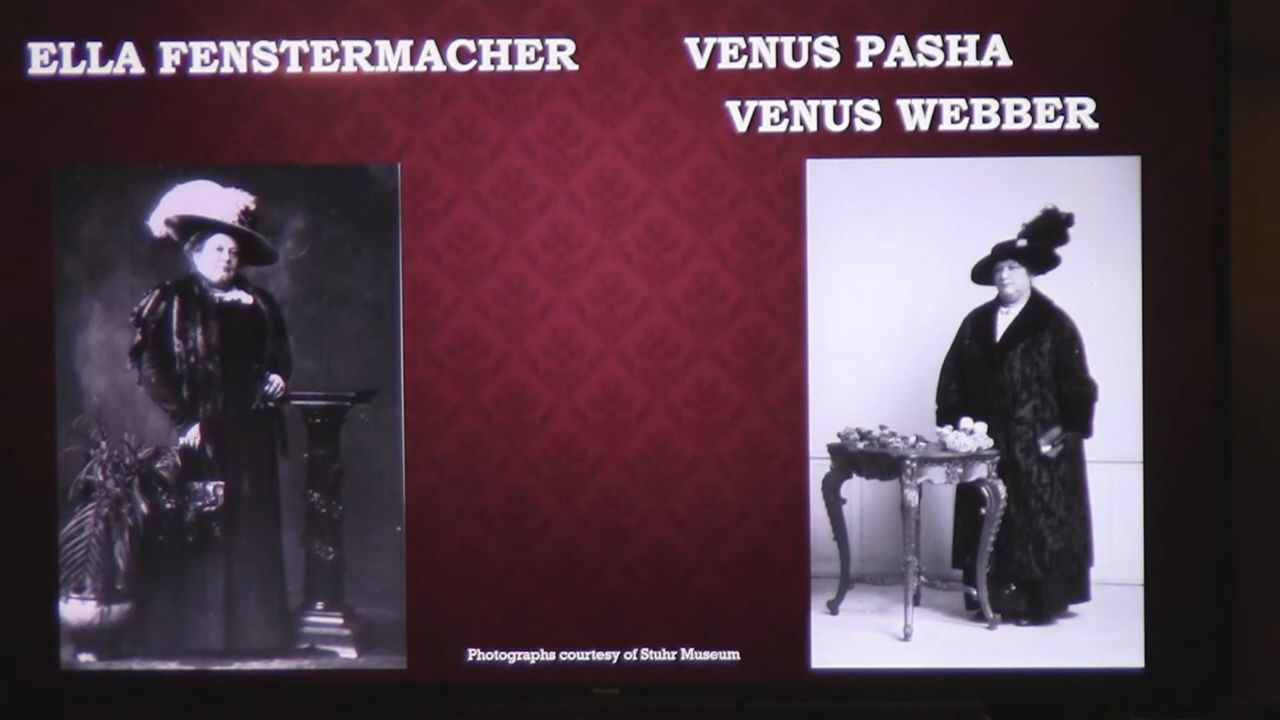 ELLA FENSTERMACHER
VENUS PASHA
VENUS WEBBER
Photographs courtesy of Stuhr Museum